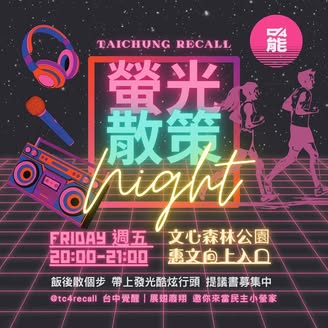 TAICHUNG RECALL
能
螢光
散策
night
FRIDAY 週五
20:00-21:00
文心森林公園
惠文向上入口
飯後散個步 帶上發光酷炫行頭 提議書募集中
@tc4recall 台中覺醒｜展翅霧翔 邀你來當民主小螢家